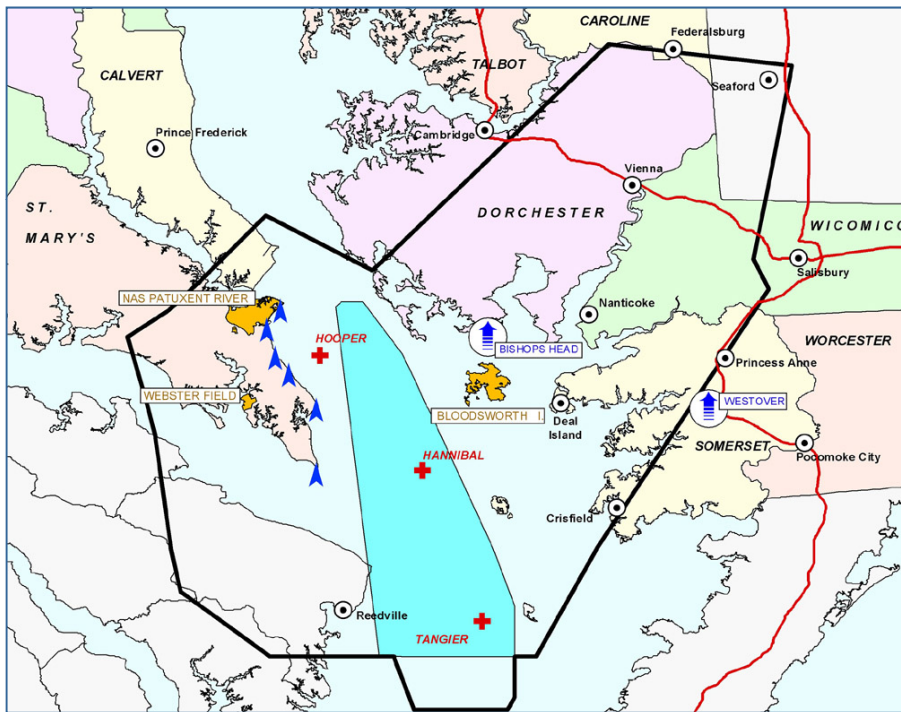 CAROLINE
Federalsburg
CALVERT
TALBOT
Seaford
Prince Frederick
Cambridge
Vienna
ST.
MARY'S
DORCHESTER
WICOMICO
Salisbury
NAS PATUXENT RIVER
Nanticoke
HOOPER
BISHOPS HEAD
WORCESTER
Princess Anne
WEBSTER FIELD
BLOODSWORTH I.
Deal
Island
WESTOVER
SOMERSET
Pocomoke City
HANNIBAL
Crisfield
Reedville
TANGIER